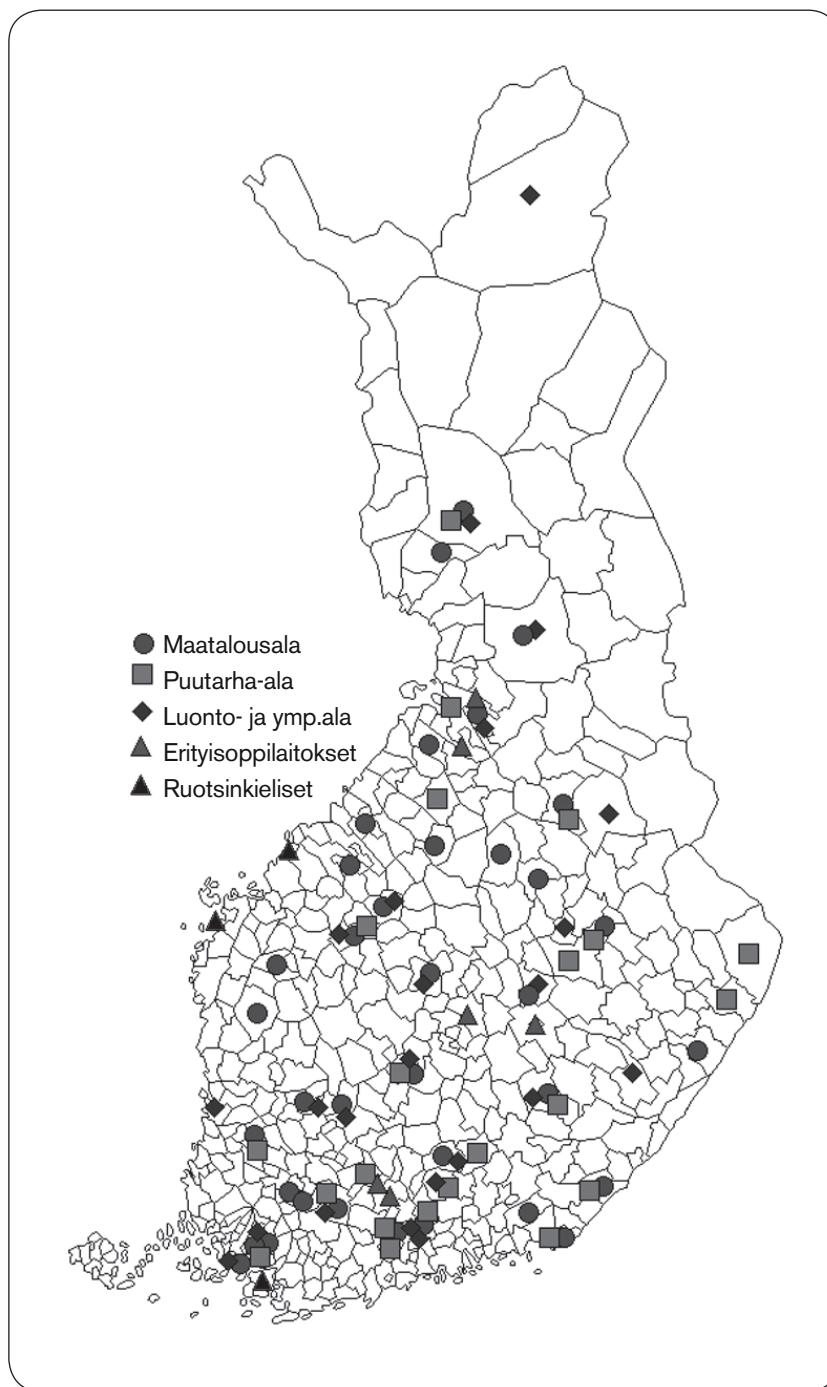 Maatalousala
Puutarha-ala
Luonto- ja ymp.ala
Erityisoppilaitokset
Ruotsinkieliset